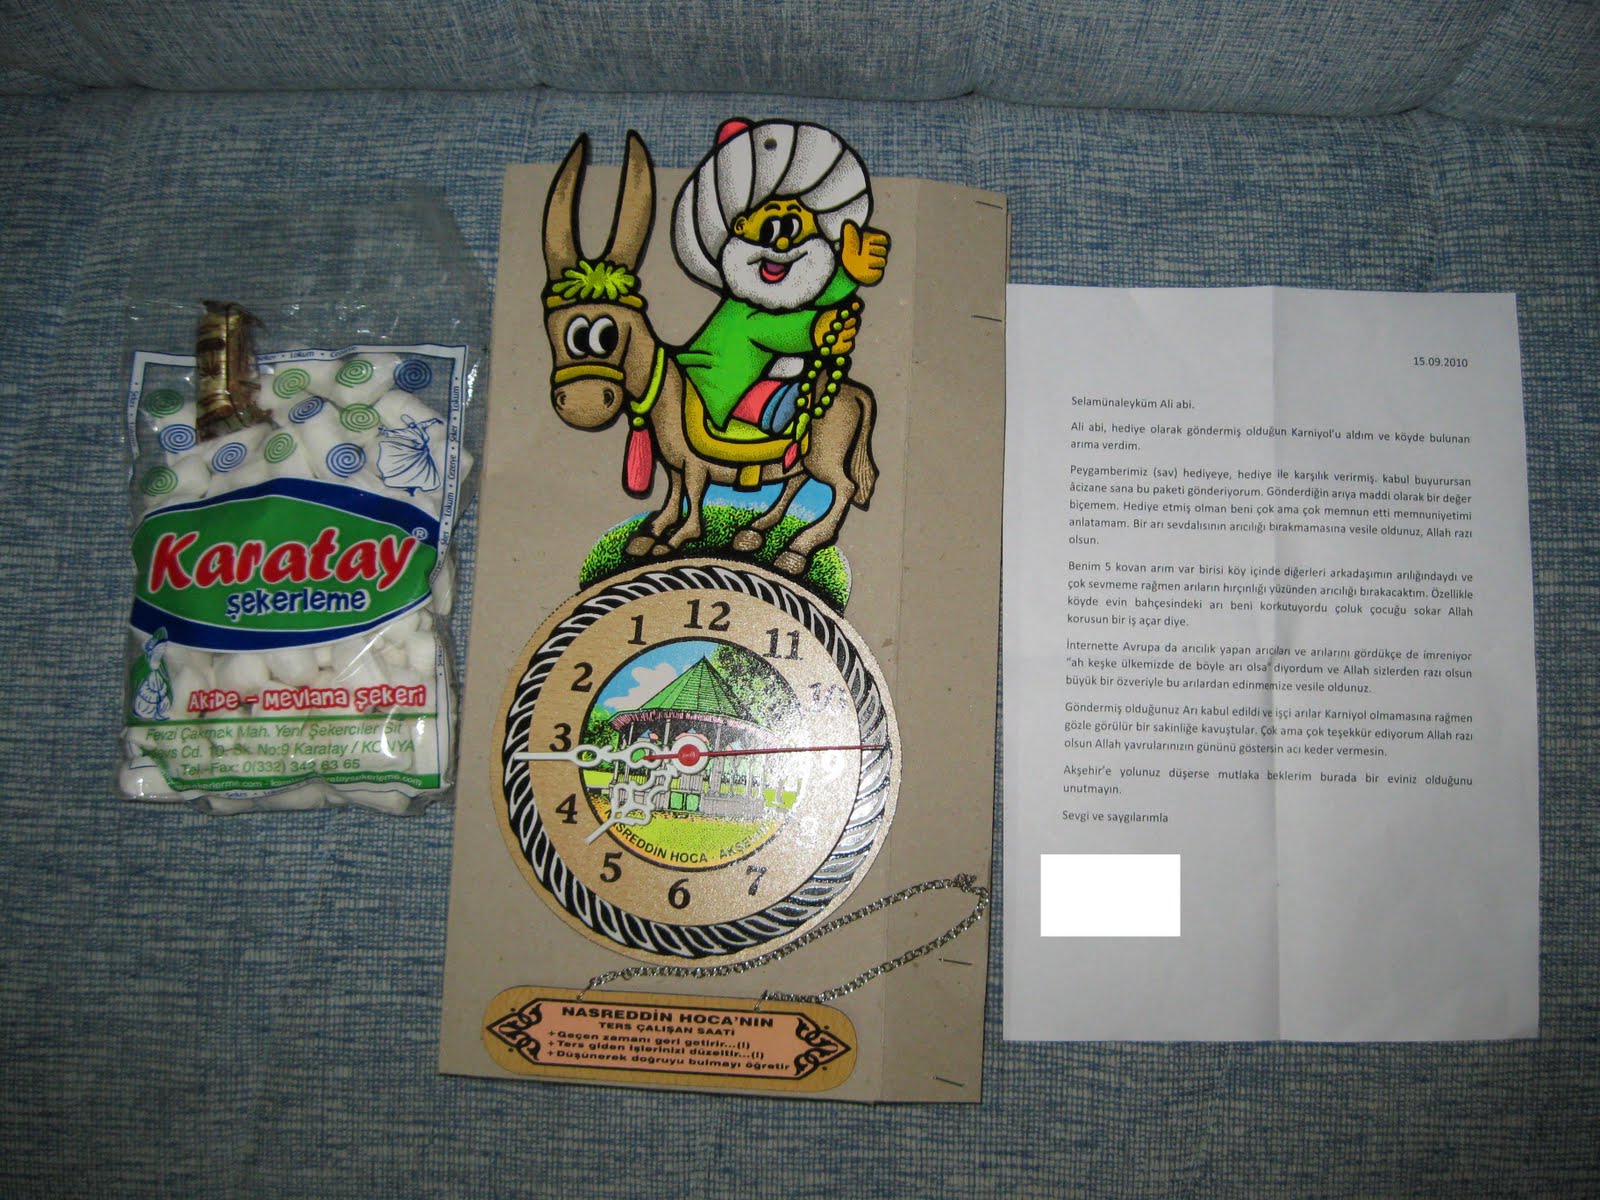 Karatay®
şekerleme
AKİDE – MEVLANA ŞEKERİ
Fevzi Çakmak Mah. Yeni Şekerciler Sit
Cd. 10. Sk. No:9 Karatay / KONYA
Tel.-Fax: 0(332) 342 63 65
12
1
11
2
10
3
9
4
8
5
7
6
NASREDDİN HOCA'NIN
TERS ÇALIŞAN SAATİ
+Geçen zamanı geri getirir...(!)
+Ters giden işlerinizi düzeltir...(!)
+Düşünerek doğruyu bulmayı öğretir
15.09.2010
Selamünaleyküm Ali abi.
Ali abi, hediye olarak göndermiş olduğun Karniyol'u aldım ve köyde bulunan
arıma verdim.
Peygamberimiz (sav) hediyeye, hediye ile karşılık verirmiş. kabul buyurursan
âcizane sana bu paketi gönderiyorum. Gönderdiğin arıya maddi olarak bir değer
biçemem. Hediye etmiş olman beni çok ama çok memnun etti memnuniyetimi
anlatamam. Bir arı sevdalısının arıcılığı bırakmamasına vesile oldunuz, Allah razı
olsun.
Benim 5 kovan arım var birisi köy içinde diğerleri arkadaşımın arılığındaydı ve
çok sevmeme rağmen arıların hırçınlığı yüzünden arıcılığı bırakacaktım. Özellikle
köyde evin bahçesindeki arı beni korkutuyordu çoluk çocuğu sokar Allah
korusun bir iş açar diye.
İnternette Avrupa da arıcılık yapan arıcıları ve arılarını gördükçe de imreniyor
"ah keşke ülkemizde de böyle arı olsa" diyordum ve Allah sizlerden razı olsun
büyük bir özveriyle bu arılardan edinmemize vesile oldunuz.
Göndermiş olduğunuz Arı kabul edildi ve işçi arılar Karniyol olmamasına rağmen
gözle görülür bir sakinliğe kavuştular. Çok ama çok teşekkür ediyorum Allah razı
olsun Allah yavrularınızın gününü göstersin acı keder vermesin.
Akşehir'e yolunuz düşerse mutlaka beklerim burada bir eviniz olduğunu
unutmayın.
Sevgi ve saygılarımla